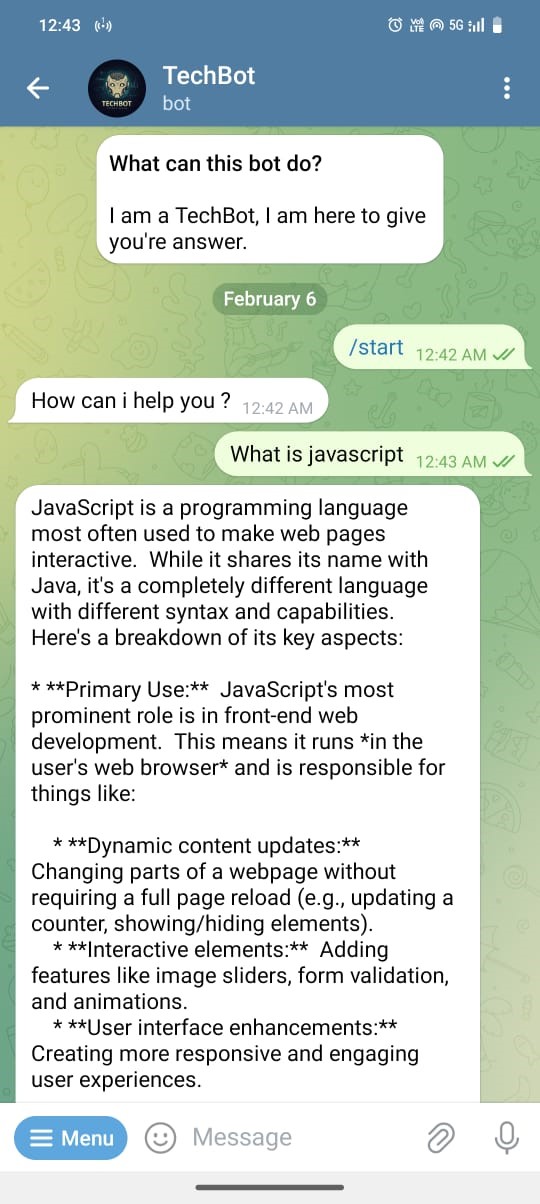 12:43
VoLTE 5G
TechBot
TECHBOT
bot
What can this bot do?
I am a TechBot, I am here to give
you're answer.
February 6
/start 12:42 AM
How can i help you ? 12:42 AM
What is javascript 12:43 AM
JavaScript is a programming language
most often used to make web pages
interactive.  While it shares its name with
Java, it's a completely different language
with different syntax and capabilities.
Here's a breakdown of its key aspects:
* **Primary Use:**  JavaScript's most
prominent role is in front-end web
development.  This means it runs *in the
user's web browser* and is responsible for
things like:
* **Dynamic content updates:**
Changing parts of a webpage without
requiring a full page reload (e.g., updating a
counter, showing/hiding elements).
* **Interactive elements:**  Adding
features like image sliders, form validation,
and animations.
* **User interface enhancements:**
Creating more responsive and engaging
user experiences.
Menu
Message